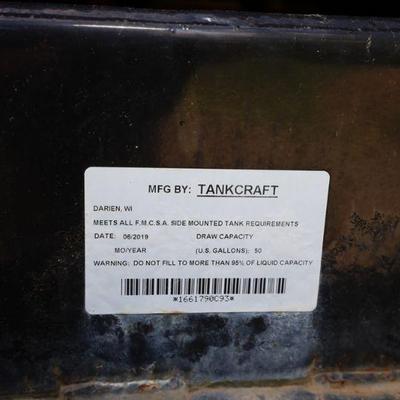 MFG BY: TANKCRAFT
DARIEN, WI
MEETS ALL F.M.C.S.A. SIDE MOUNTED TANK REQUIREMENTS
DATE: 06/2019 DRAW CAPACITY
MO/YEAR (U.S. GALLONS): 50
WARNING: DO NOT FILL TO MORE THAN 95% OF LIQUID CAPACITY
*1661790C93*